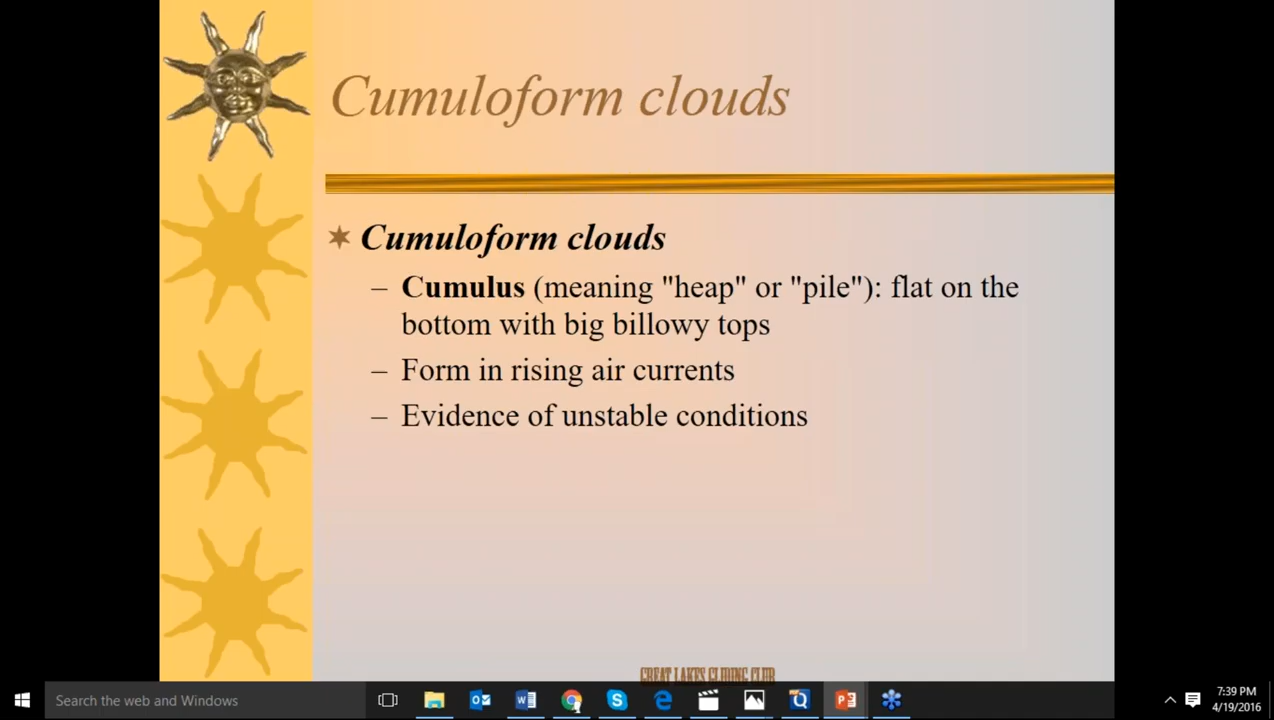 Cumuloform clouds
Cumuloform clouds
– Cumulus (meaning "heap" or "pile"): flat on the
bottom with big billowy tops
– Form in rising air currents
– Evidence of unstable conditions
GREAT LAKES GLIDING CLUB
Search the web and Windows
7:39 PM
4/19/2016